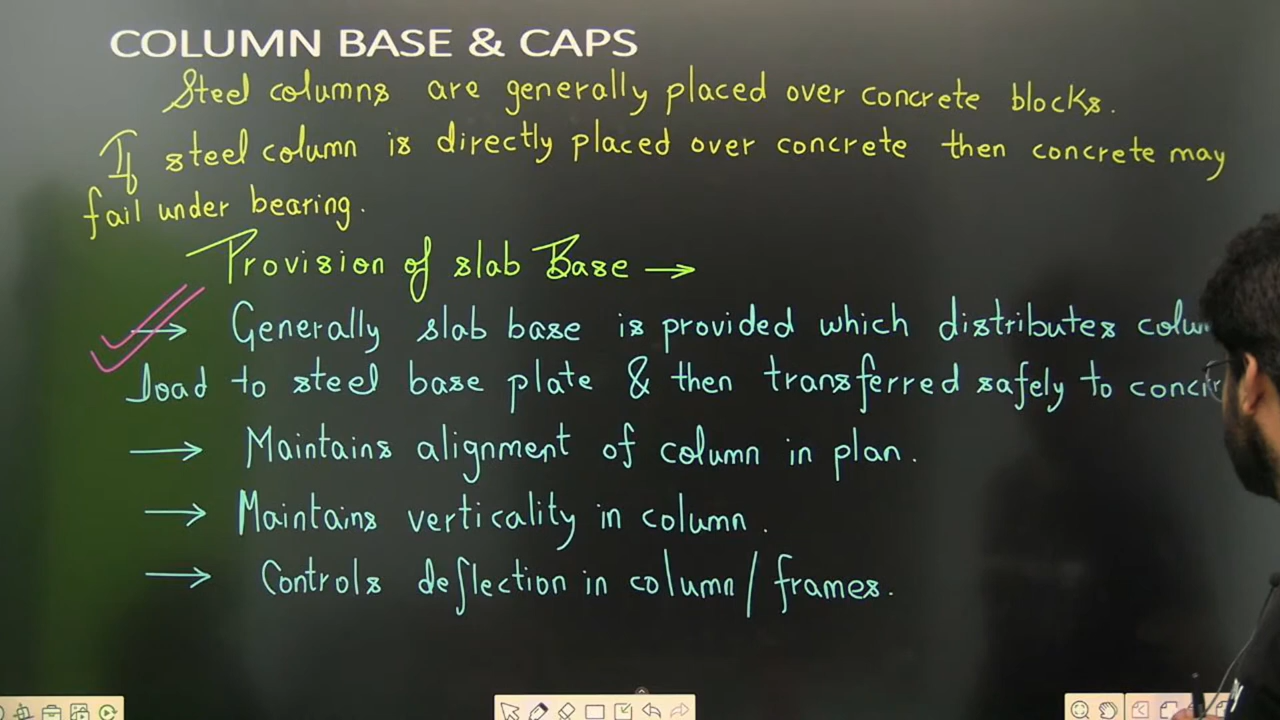 COLUMN BASE & CAPS
Steel columns are generally placed over concrete blocks.
If steel column is directly placed over concrete then concrete may
fail under bearing.
Provision of slab Base →
→ Generally slab base is provided which distributes
load to steel base plate & then transferred safely to
→ Maintains alignment of column in plan.
→ Maintains verticality in column.
→ Controls deflection in column/frames.